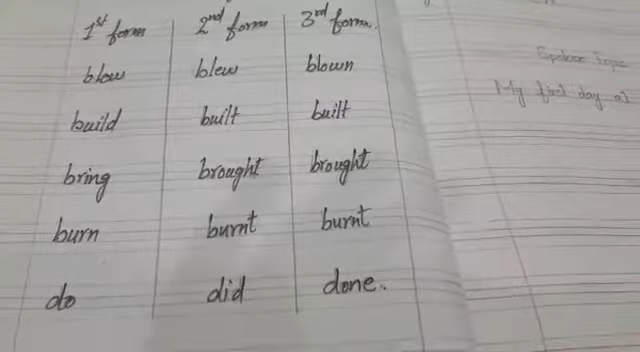 1st form 2nd form 3rd form.
blow blew blown
build built built
bring brought brought
burn burnt burnt
do did done.
Topic
My first day at